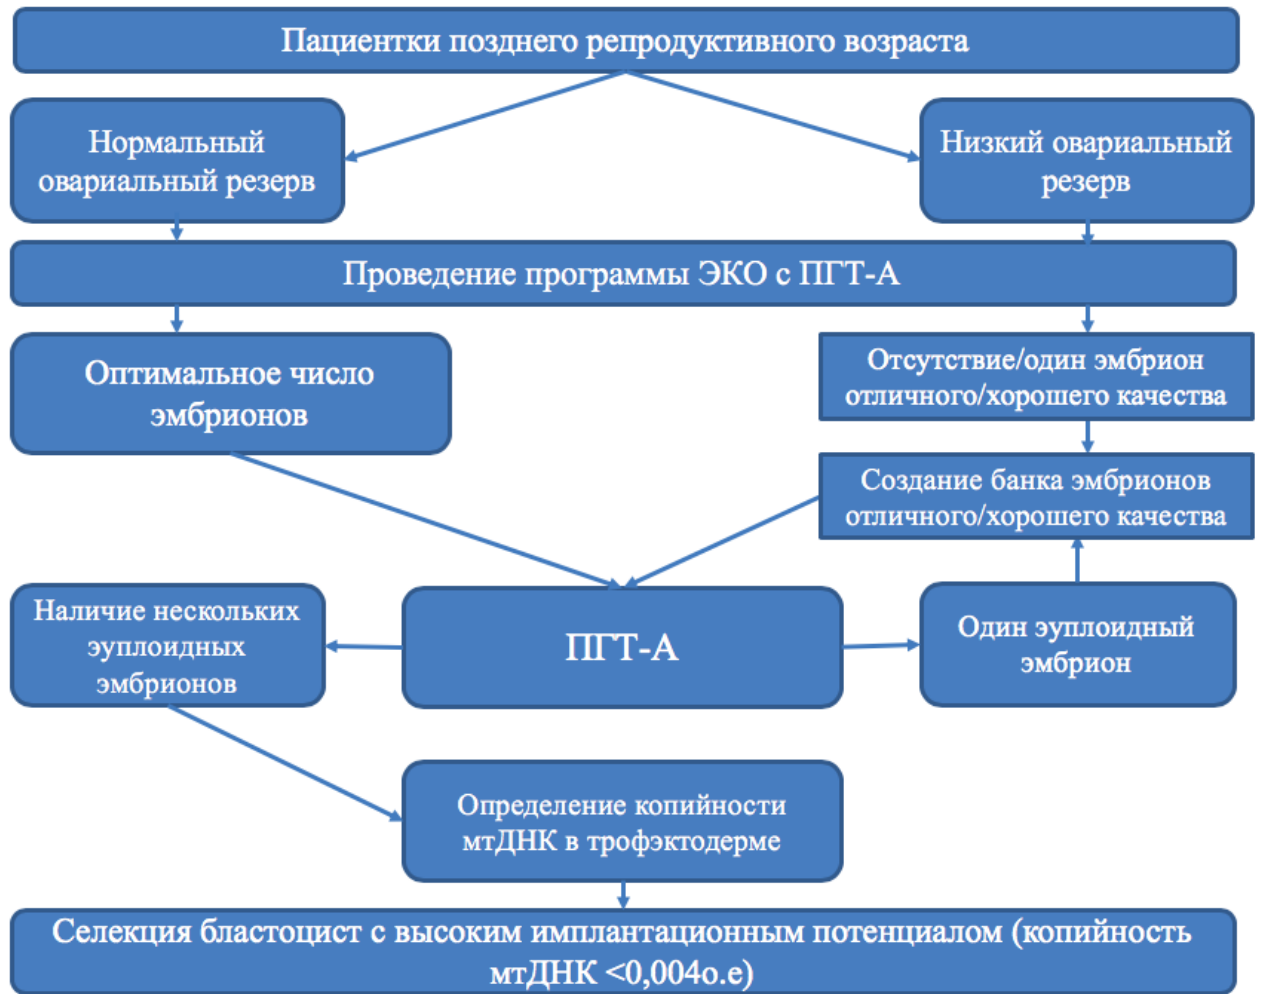 Пациентки позднего репродуктивного возраста
Нормальный
овариальный резерв
Низкий овариальный
резерв
Проведение программы ЭКО с ПГТ-А
Оптимальное число
эмбрионов
Отсутствие/один эмбрион
отличного/хорошего качества
Создание банка эмбрионов
отличного/хорошего качества
Наличие нескольких
эуплоидных
эмбрионов
ПГТ-А
Один эуплоидный
эмбрион
Определение копийности
мтДНК в трофэктодерме
Селекция бластоцист с высоким имплантационным потенциалом (копийность
мтДНК <0,004о.е)